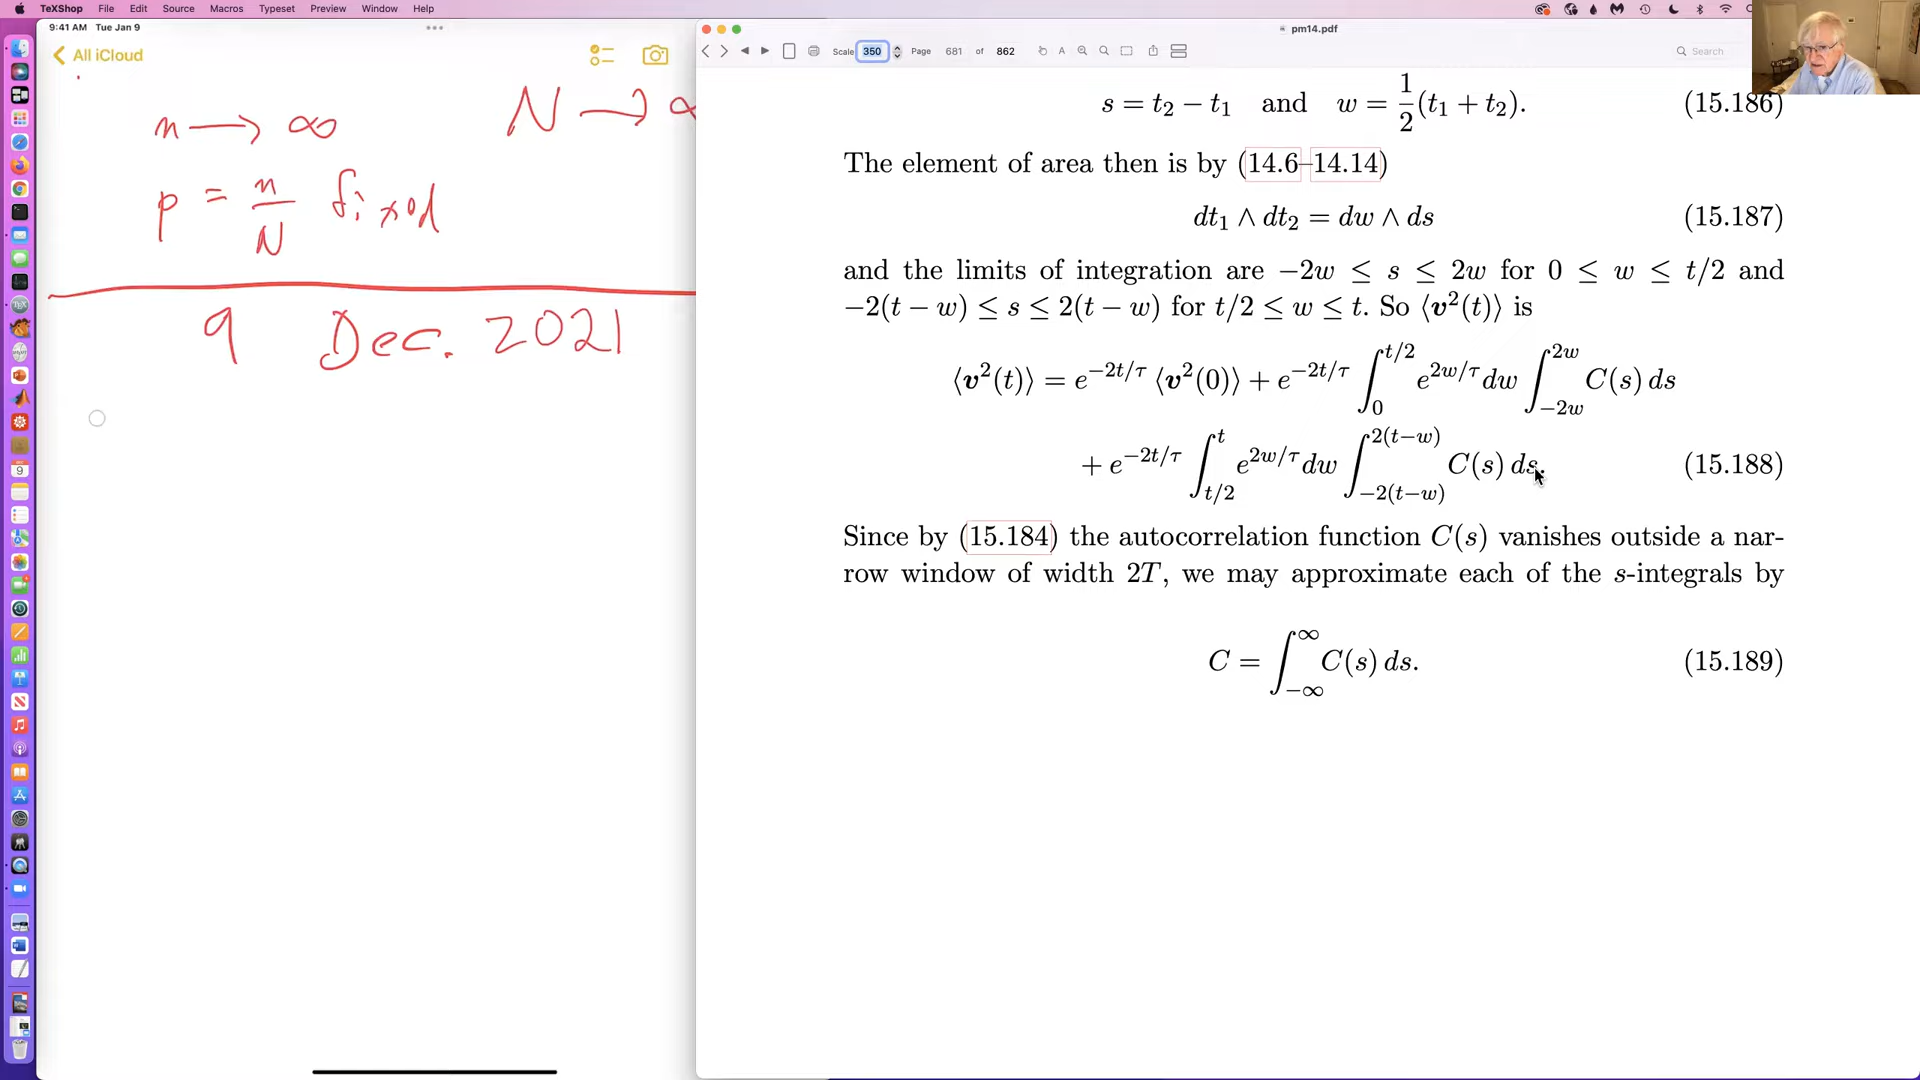 TeXShop File Edit Source Macros Typeset Preview Window Help
9:41 AM Tue Jan 9
All iCloud
n ⟶ ∞ N ⟶ ∞
p = n/N fixed
9 Dec. 2021
pm14.pdf
Scale 350 Page 681 of 862 Search
s = t₂ − t₁ and w = 1/2 (t₁ + t₂). (15.186)
The element of area then is by (14.6–14.14)
dt₁ ∧ dt₂ = dw ∧ ds (15.187)
and the limits of integration are −2w ≤ s ≤ 2w for 0 ≤ w ≤ t/2 and
−2(t − w) ≤ s ≤ 2(t − w) for t/2 ≤ w ≤ t. So ⟨v²(t)⟩ is
⟨v²(t)⟩ = e^{−2t/τ} ⟨v²(0)⟩ + e^{−2t/τ} ∫_0^{t/2} e^{2w/τ} dw ∫_{−2w}^{2w} C(s) ds
+ e^{−2t/τ} ∫_{t/2}^{t} e^{2w/τ} dw ∫_{−2(t−w)}^{2(t−w)} C(s) ds. (15.188)
Since by (15.184) the autocorrelation function C(s) vanishes outside a nar-
row window of width 2T, we may approximate each of the s-integrals by
C = ∫_{−∞}^{∞} C(s) ds. (15.189)